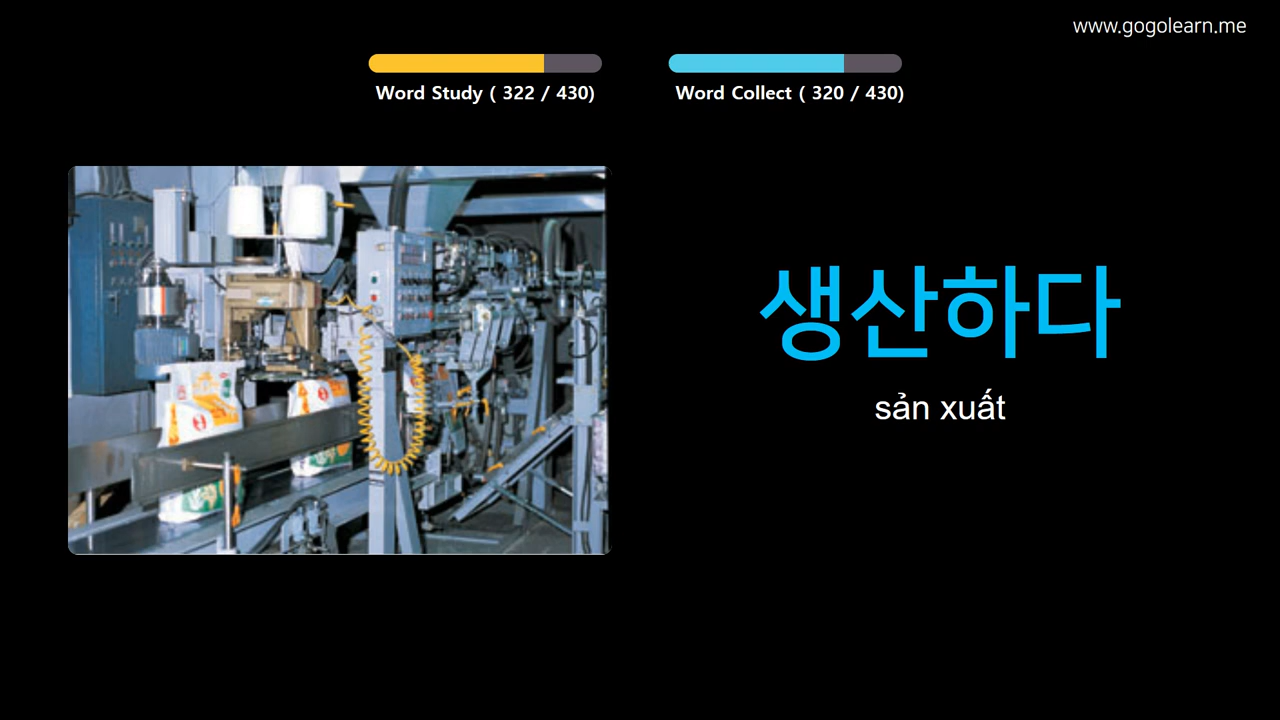 www.gogolearn.me
Word Study ( 322 / 430)
Word Collect ( 320 / 430)
생산하다
sản xuất